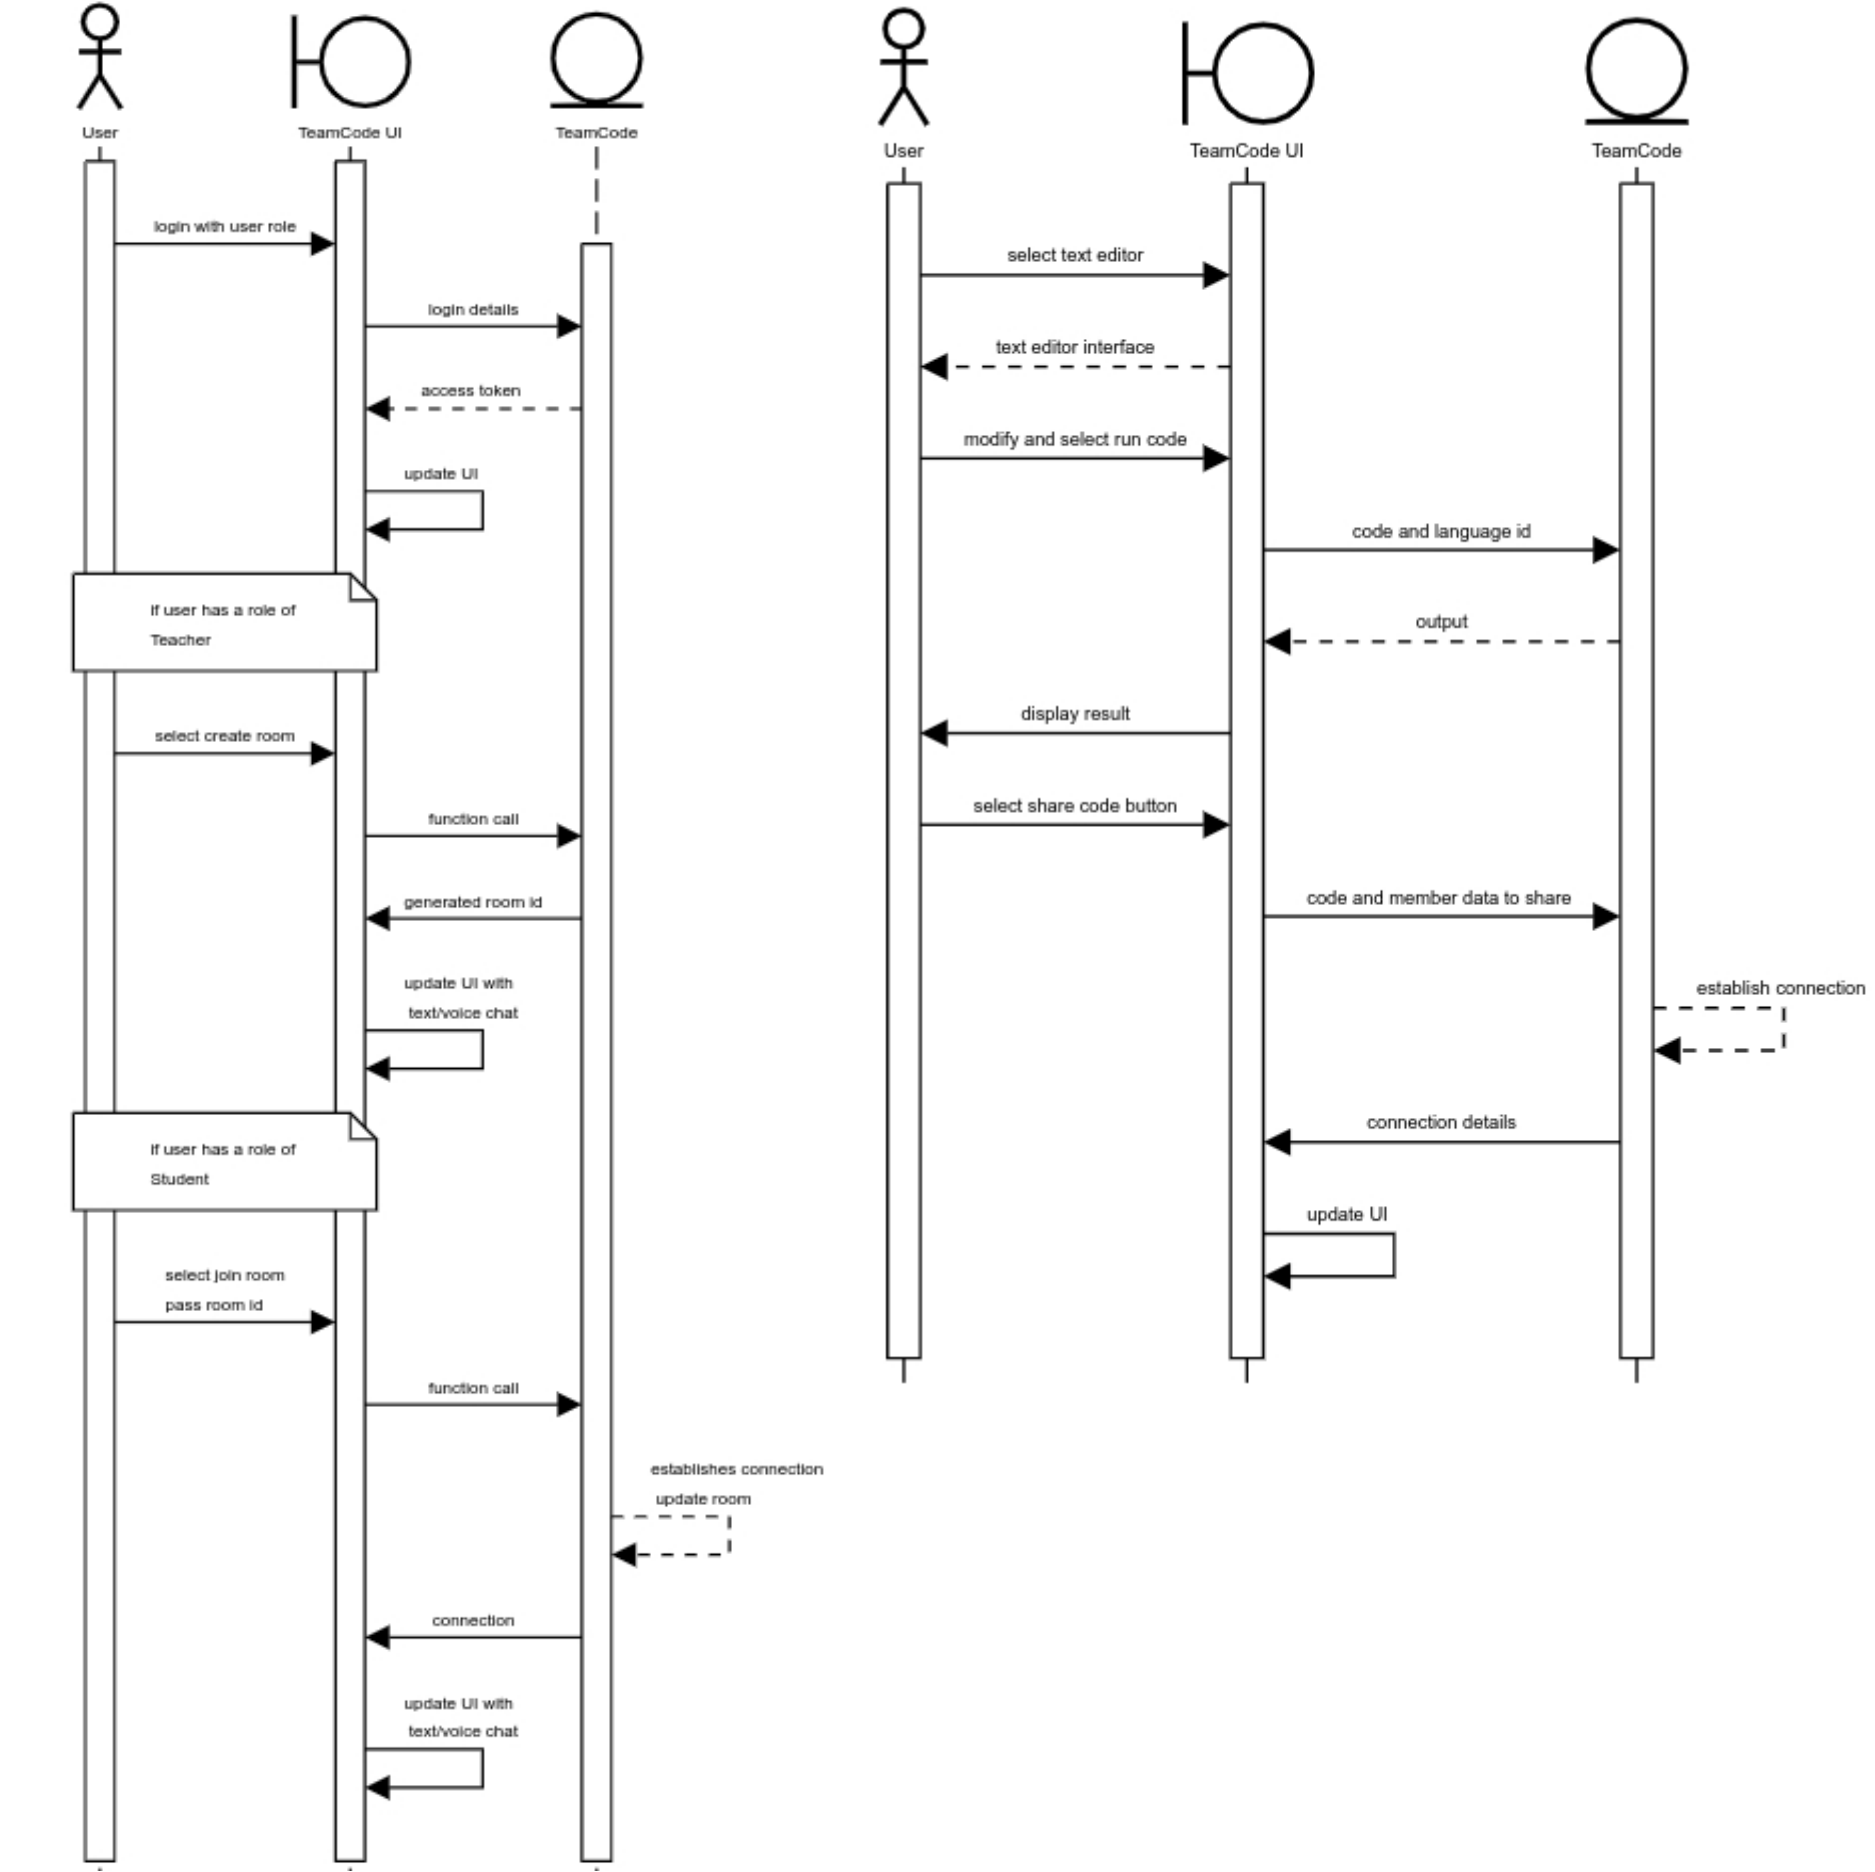 User
TeamCode UI
TeamCode
login with user role
login details
access token
update UI
If user has a role of
Teacher
select create room
function call
generated room id
update UI with
text/voice chat
If user has a role of
Student
select join room
pass room id
function call
establishes connection
update room
connection
update UI with
text/voice chat
User
TeamCode UI
TeamCode
select text editor
text editor interface
modify and select run code
code and language id
output
display result
select share code button
code and member data to share
establish connection
connection details
update UI